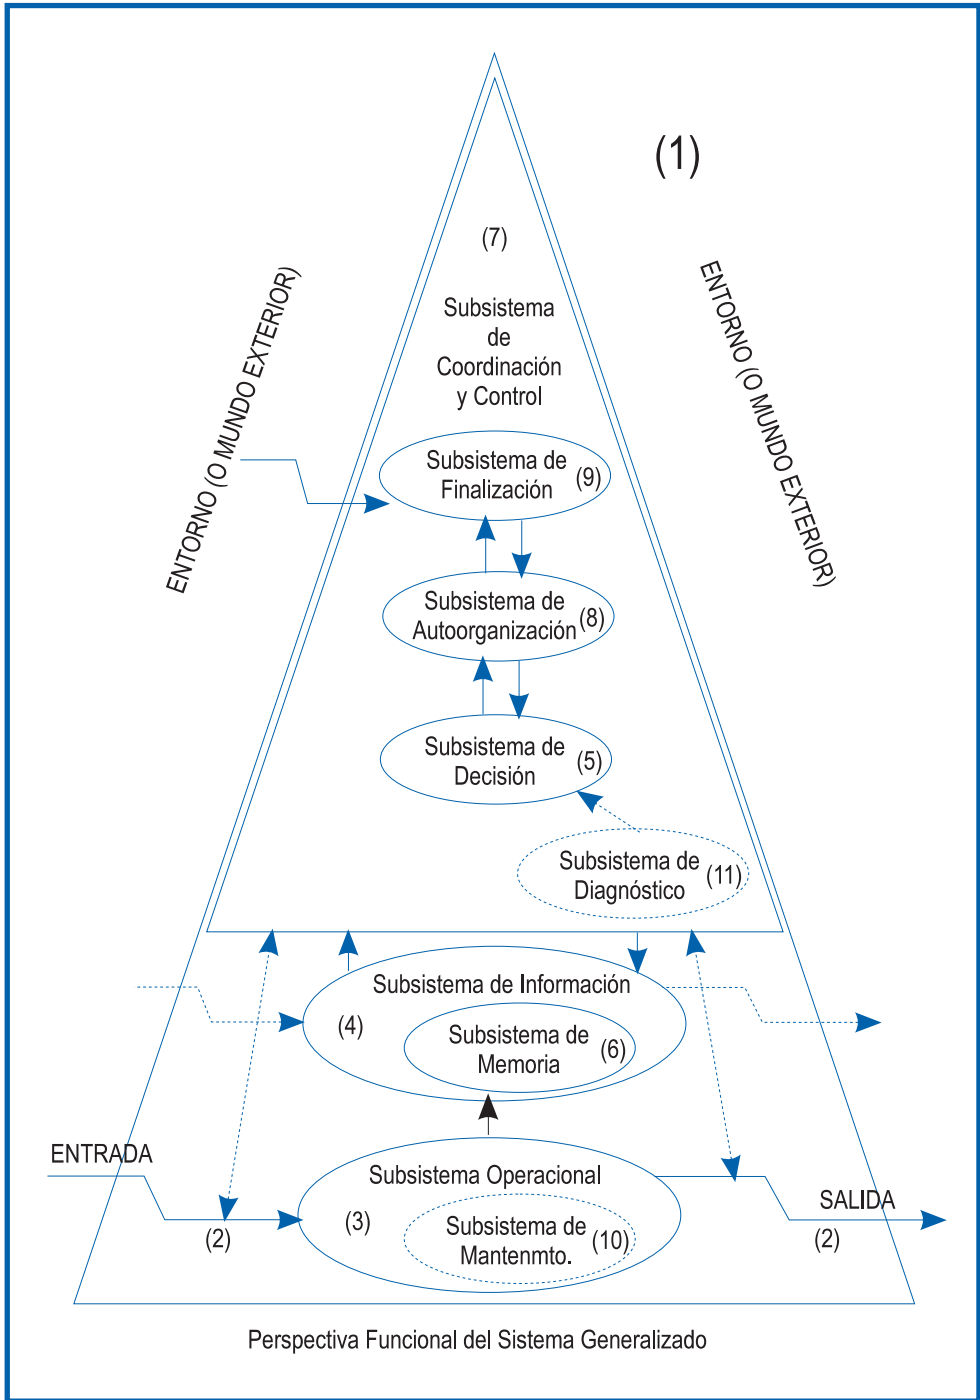 (1)
(7)
ENTORNO (O MUNDO EXTERIOR)
ENTORNO (O MUNDO EXTERIOR)
Subsistema
de
Coordinación
y Control
Subsistema de
Finalización
(9)
Subsistema de
Autoorganización
(8)
Subsistema de
Decisión
(5)
Subsistema de
Diagnóstico
(11)
Subsistema de Información
(4)
Subsistema de
Memoria
(6)
ENTRADA
(2)
Subsistema Operacional
(3)
Subsistema de
Mantenmto.
(10)
SALIDA
(2)
Perspectiva Funcional del Sistema Generalizado